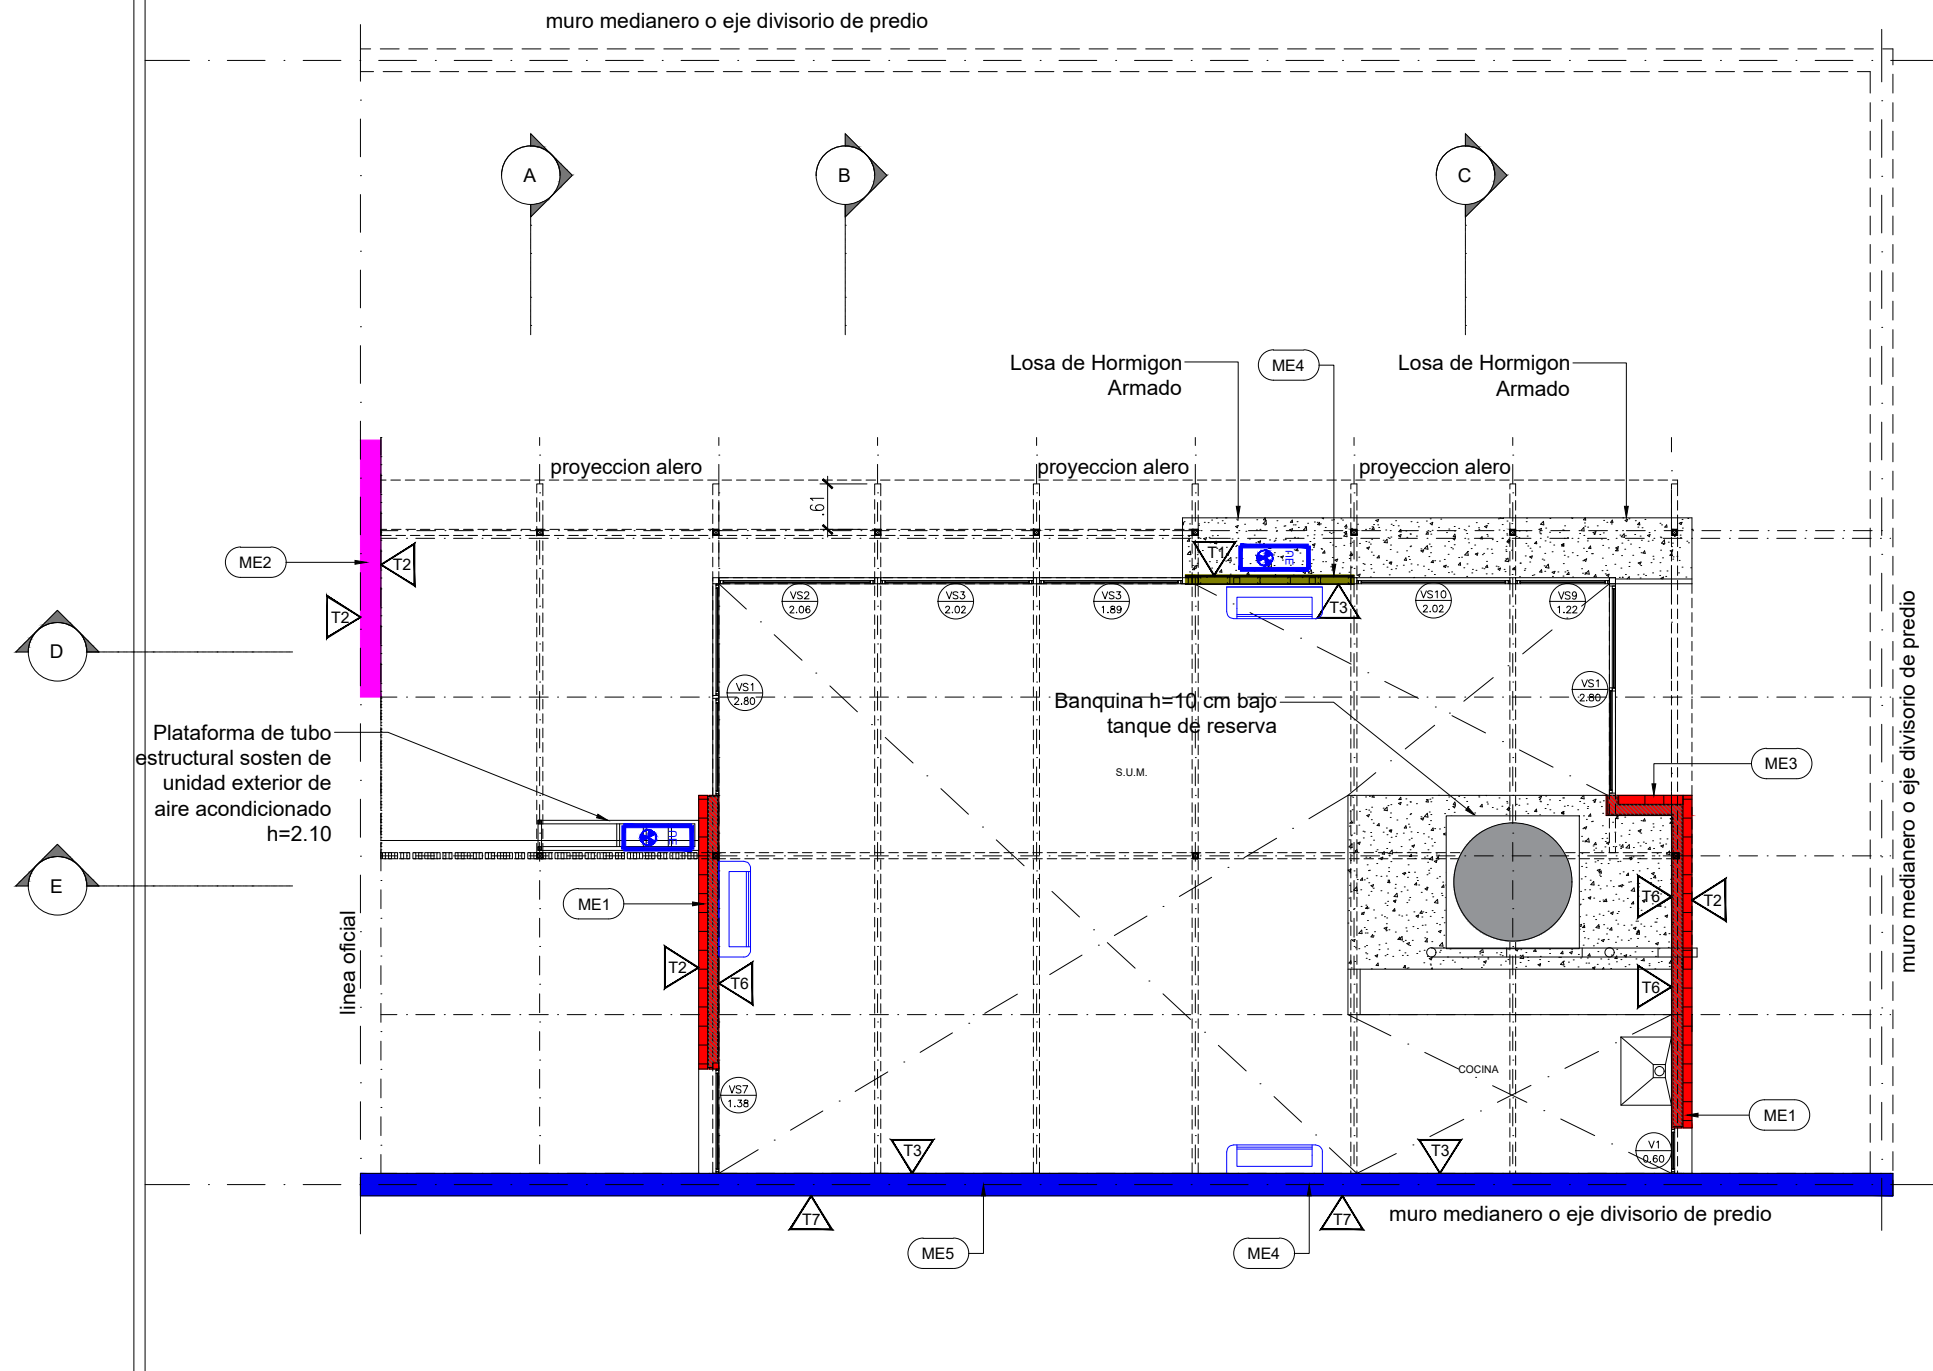 muro medianero o eje divisorio de predio
A
B
C
Losa de Hormigon
Armado
ME4
Losa de Hormigon
Armado
proyeccion alero
proyeccion alero
proyeccion alero
.61
T1
UE
ME2
T2
T2
VS2
2.06
VS3
2.02
VS3
1.89
T3
VS10
2.02
VS9
1.22
D
VS1
2.80
VS1
2.80
Banquina h=10 cm bajo
tanque de reserva
S.U.M.
Plataforma de tubo
estructural sosten de
unidad exterior de
aire acondicionado
h=2.10
UE
ME3
muro medianero o eje divisorio de predio
E
ME1
T6
T2
linea oficial
T2
T6
T6
COCINA
VS7
1.38
ME1
T3
T3
V1
0.60
T7
T7
muro medianero o eje divisorio de predio
ME5
ME4